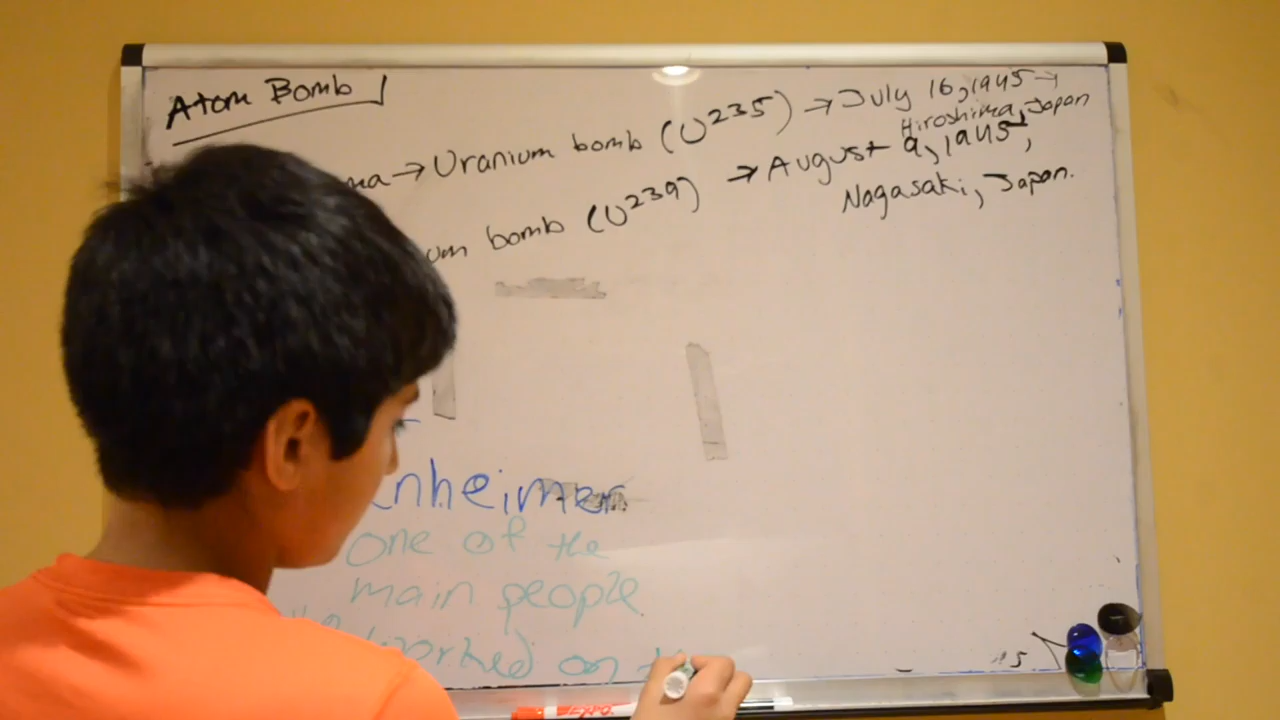 Atom Bomb
ma → Uranium bomb (U235) → July 16, 1945 →
Hiroshima, Japan
um bomb (U239) → August 9, 1945,
Nagasaki, Japan.
nheimer
one of the
main people
worked on